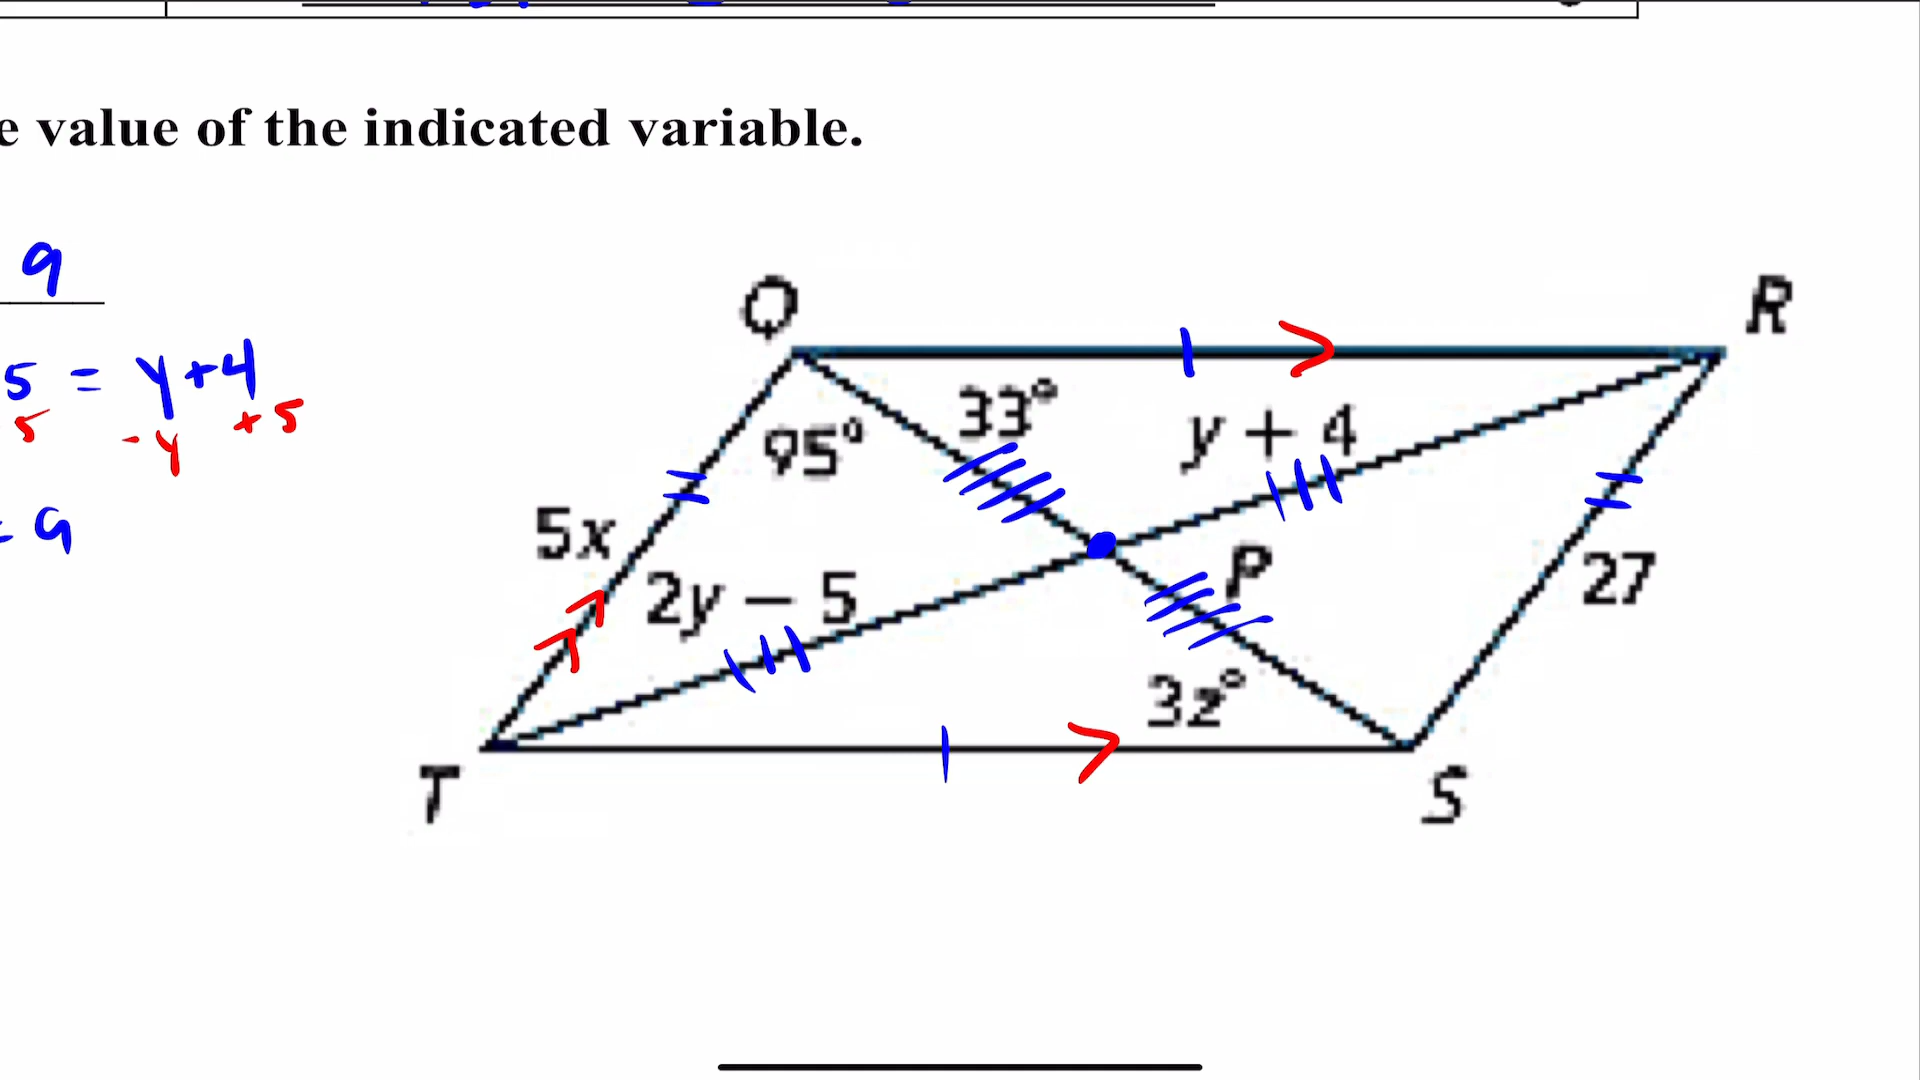 e value of the indicated variable.
9
5 = y+4
5 -y +5
= 9
Q
R
33°
95°
y + 4
5x
2y – 5
P
27
3z°
T
S